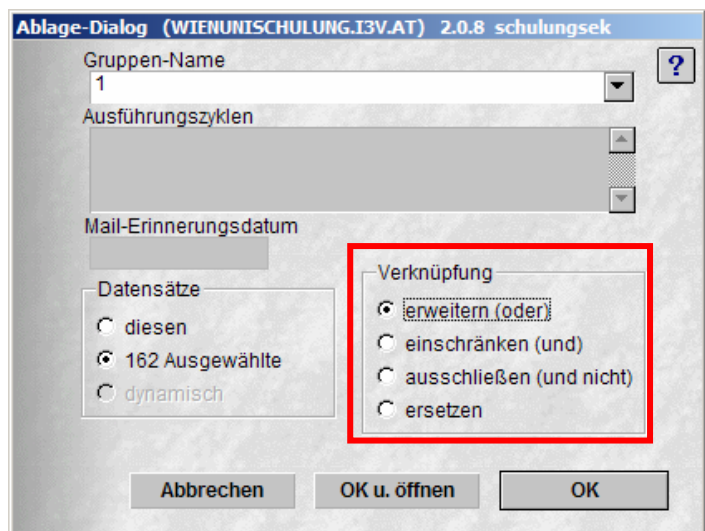 Ablage-Dialog (WIENUNISCHULUNG.I3V.AT) 2.0.8 schulungsek
Gruppen-Name
?
1
Ausführungszyklen
Mail-Erinnerungsdatum
Datensätze
diesen
162 Ausgewählte
dynamisch
Verknüpfung
erweitern (oder)
einschränken (und)
ausschließen (und nicht)
ersetzen
Abbrechen
OK u. öffnen
OK